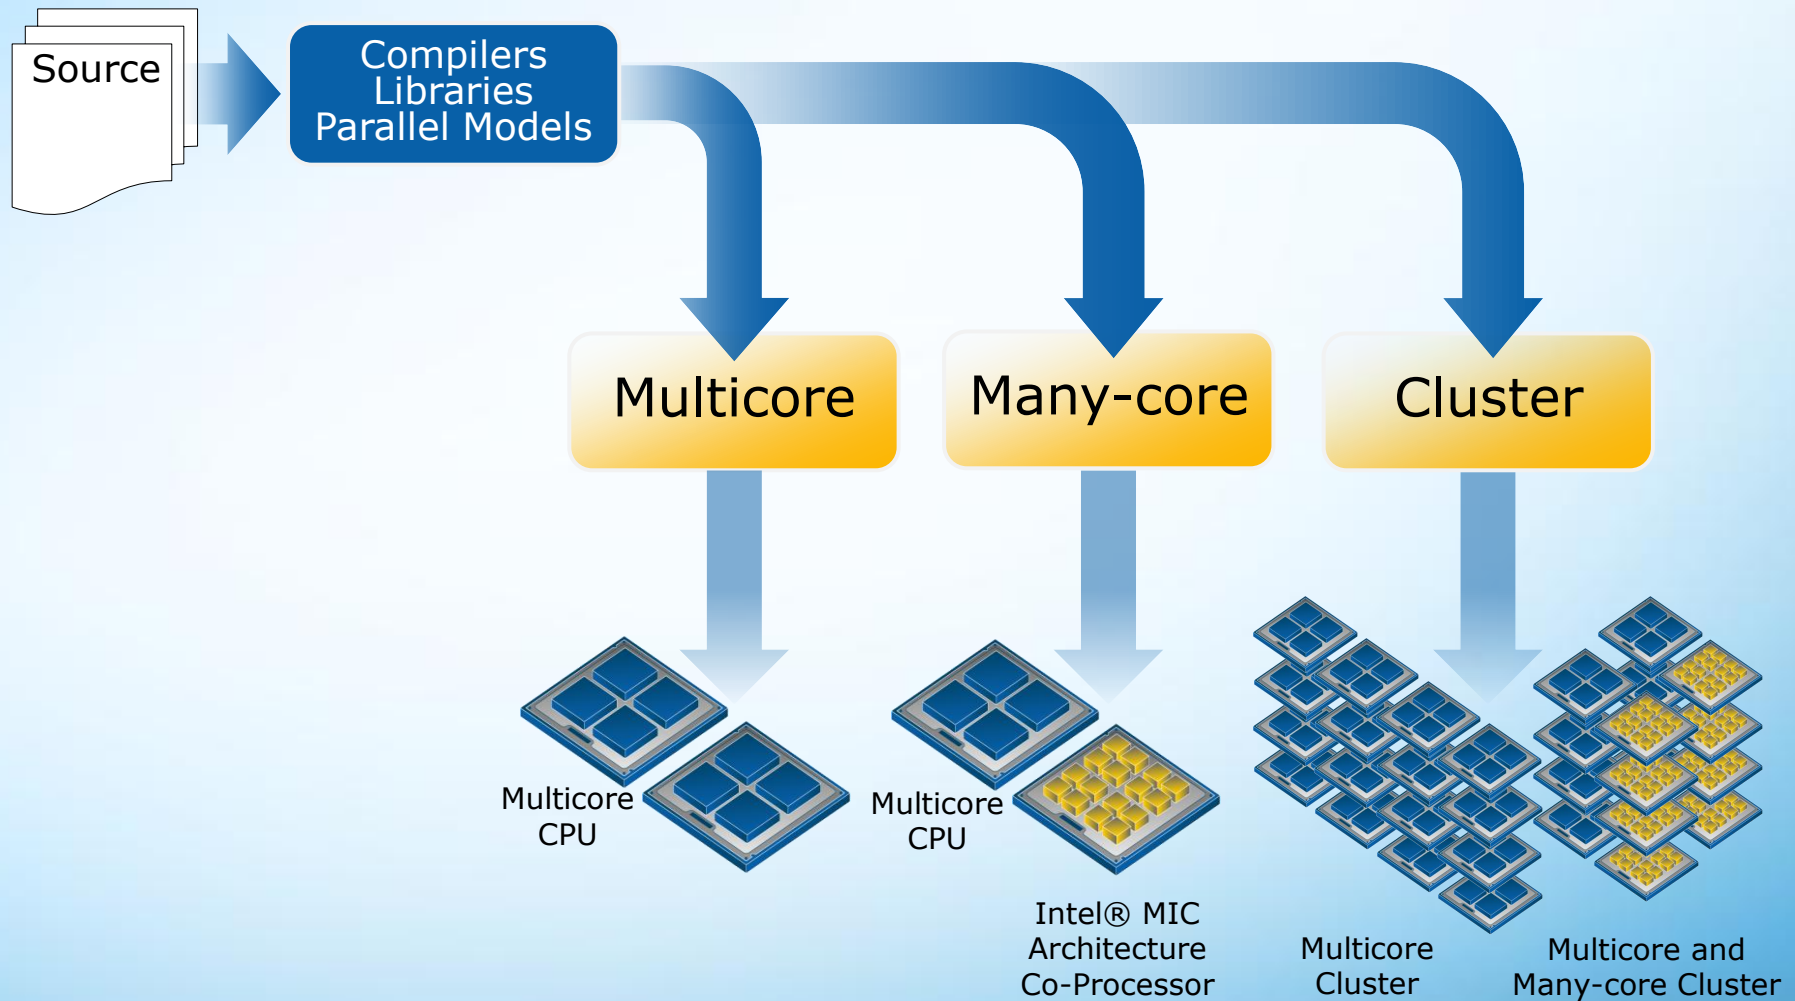 Source
Compilers
Libraries
Parallel Models
Multicore
Many-core
Cluster
Multicore
CPU
Multicore
CPU
Intel® MIC
Architecture
Co-Processor
Multicore
Cluster
Multicore and
Many-core Cluster